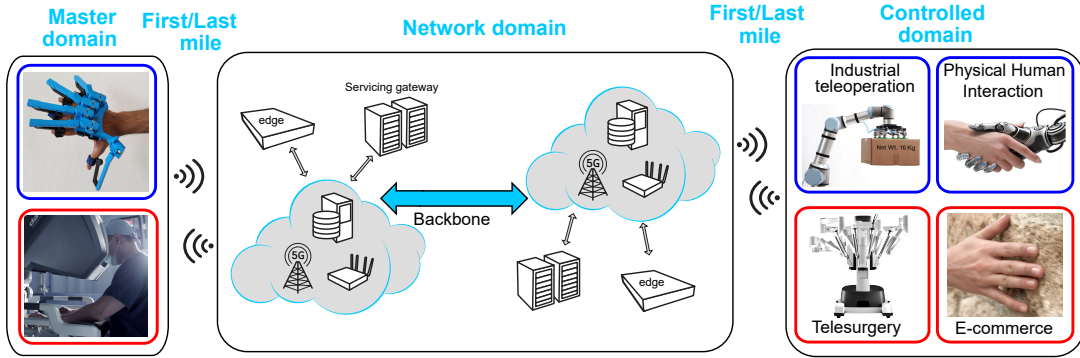 Master
domain
First/Last
mile
Network domain
First/Last
mile
Controlled
domain
Servicing gateway
edge
5G
Backbone
5G
edge
Industrial
teleoperation
Net Wt. 16 Kg
Physical Human
Interaction
Telesurgery
E-commerce